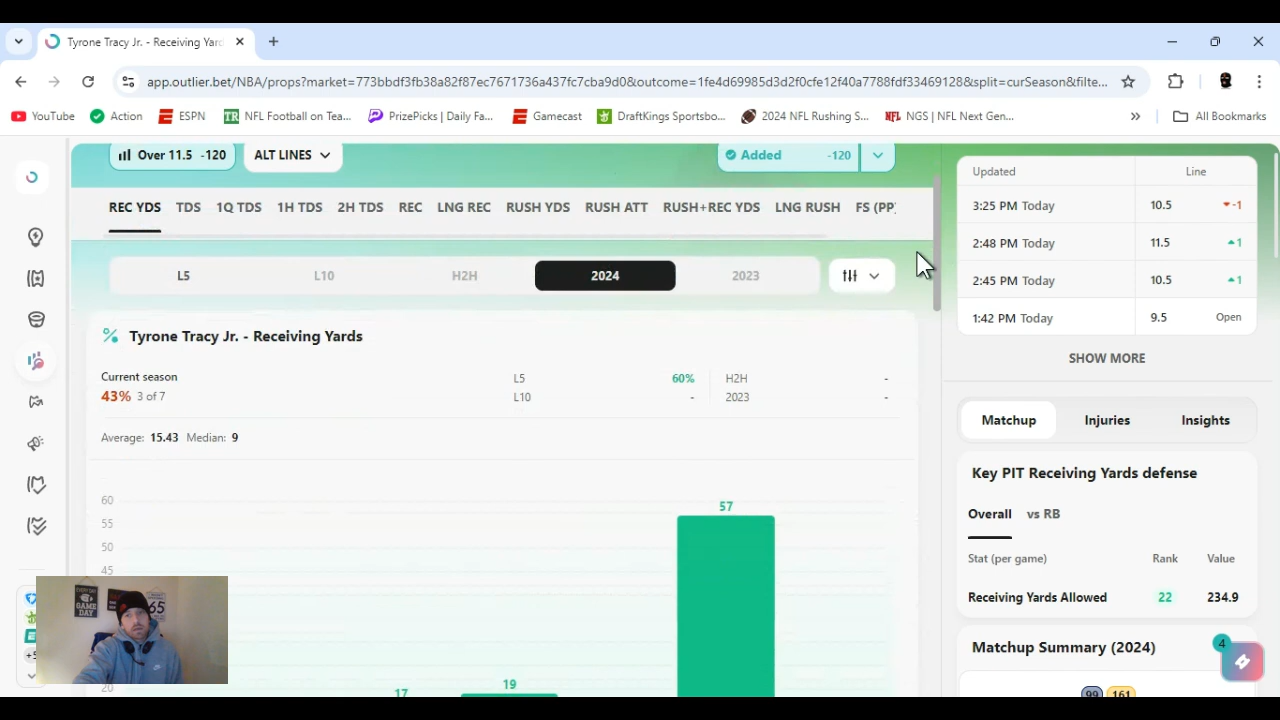 Tyrone Tracy Jr. - Receiving Yard
app.outlier.bet/NBA/props?market=773bbdf3fb38a82f87ec7671736a437fc7cba9d0&outcome=1fe4d69985d3d2f0cfe12f40a7788fdf33469128&split=curSeason&filte...
YouTube Action ESPN NFL Football on Tea... PrizePicks | Daily Fa... Gamecast DraftKings Sportsbo... 2024 NFL Rushing S... NGS | NFL Next Gen... » All Bookmarks
Over 11.5 -120 ALT LINES Added -120
REC YDS TDS 1Q TDS 1H TDS 2H TDS REC LNG REC RUSH YDS RUSH ATT RUSH+REC YDS LNG RUSH FS (PP)
L5 L10 H2H 2024 2023
Tyrone Tracy Jr. - Receiving Yards
Current season
43% 3 of 7
L5 60% H2H -
L10 - 2023 -
Average: 15.43 Median: 9
60
55
50
45
20
17
19
57
Updated Line
3:25 PM Today 10.5 -1
2:48 PM Today 11.5 1
2:45 PM Today 10.5 1
1:42 PM Today 9.5 Open
SHOW MORE
Matchup Injuries Insights
Key PIT Receiving Yards defense
Overall vs RB
Stat (per game) Rank Value
Receiving Yards Allowed 22 234.9
Matchup Summary (2024)
4
99 161
EVERY DAY
GAME
DAY
65